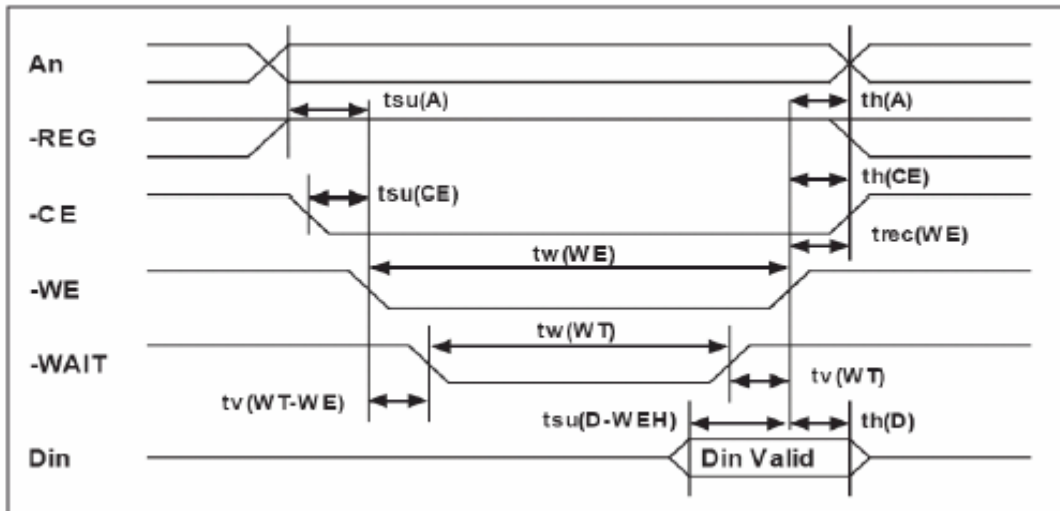 An
tsu(A)
th(A)
-REG
tsu(CE)
th(CE)
-CE
trec(WE)
tw(WE)
-WE
tw(WT)
-WAIT
tv(WT-WE)
tv(WT)
tsu(D-WEH)
th(D)
Din
Din Valid